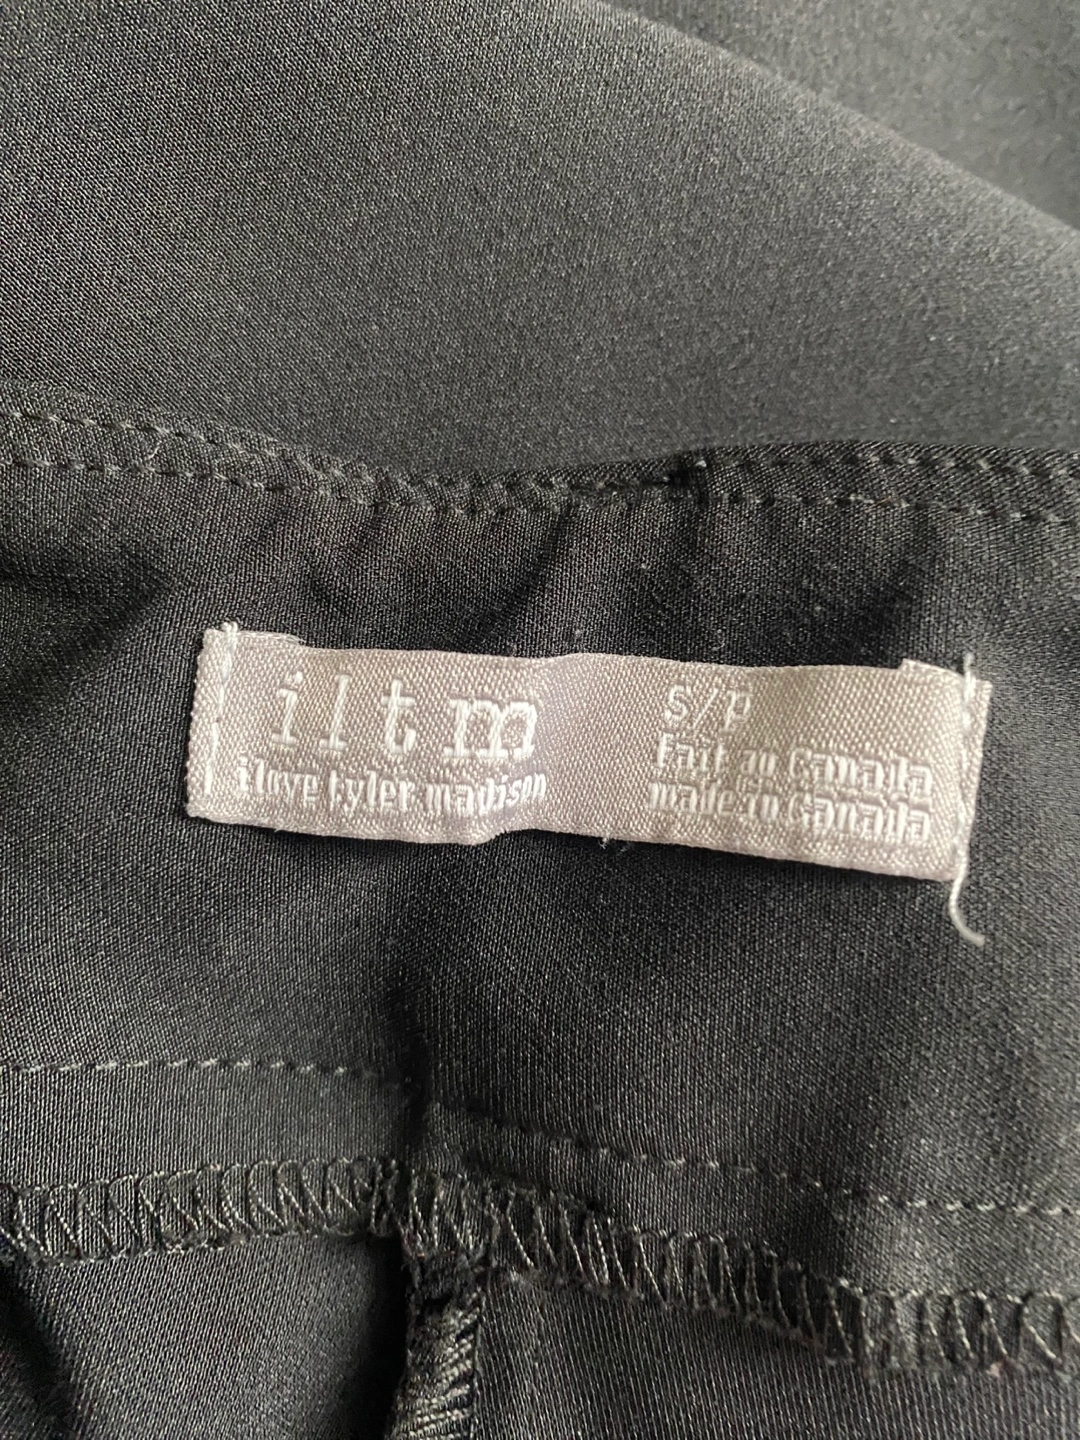 iltm
i love tyler madison
S/P
Fait au Canada
made in Canada